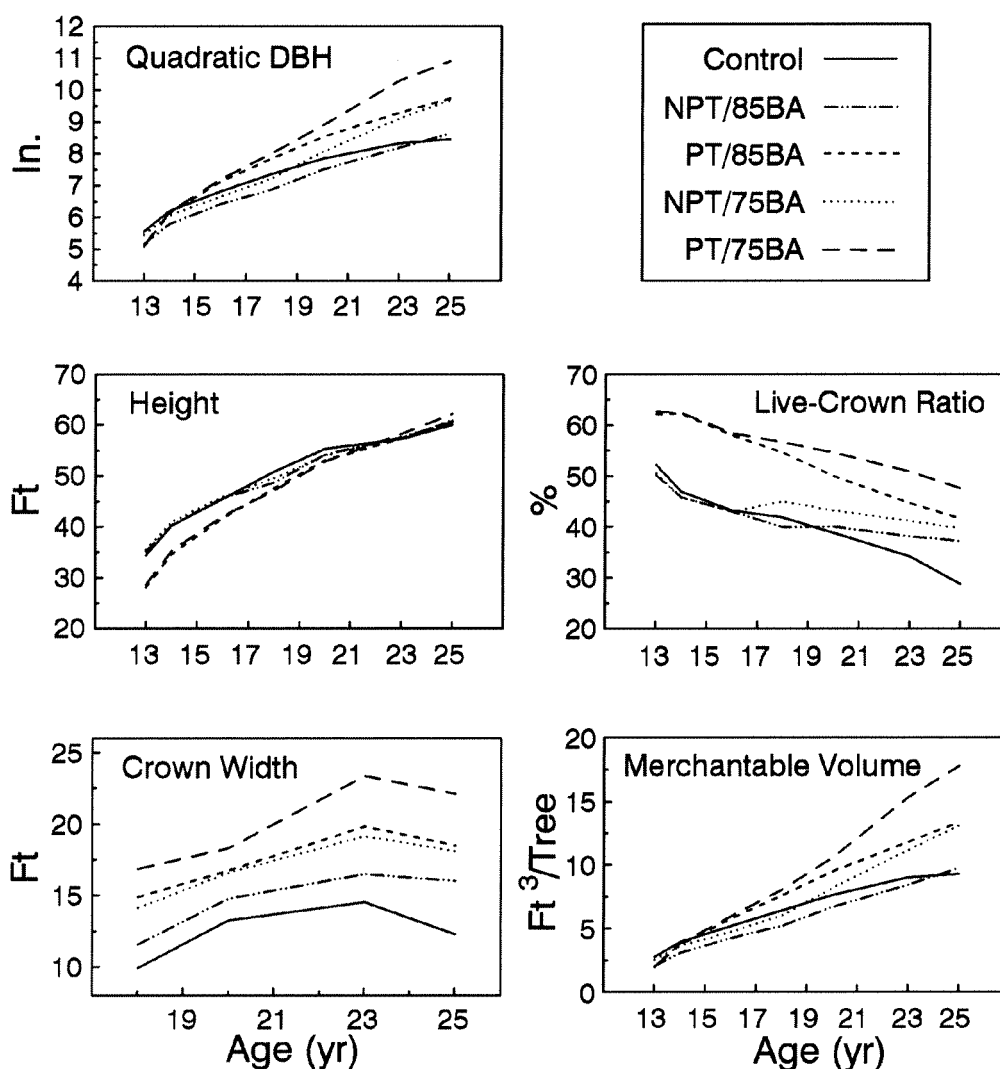 Quadratic DBH
In.
12
11
10
9
8
7
6
5
4
13 15 17 19 21 23 25
Control
NPT/85BA
PT/85BA
NPT/75BA
PT/75BA
Height
Ft
70
60
50
40
30
20
13 15 17 19 21 23 25
Live-Crown Ratio
%
70
60
50
40
30
20
13 15 17 19 21 23 25
Crown Width
Ft
25
20
15
10
19 21 23 25
Age (yr)
Merchantable Volume
Ft ³/Tree
20
15
10
5
0
13 15 17 19 21 23 25
Age (yr)